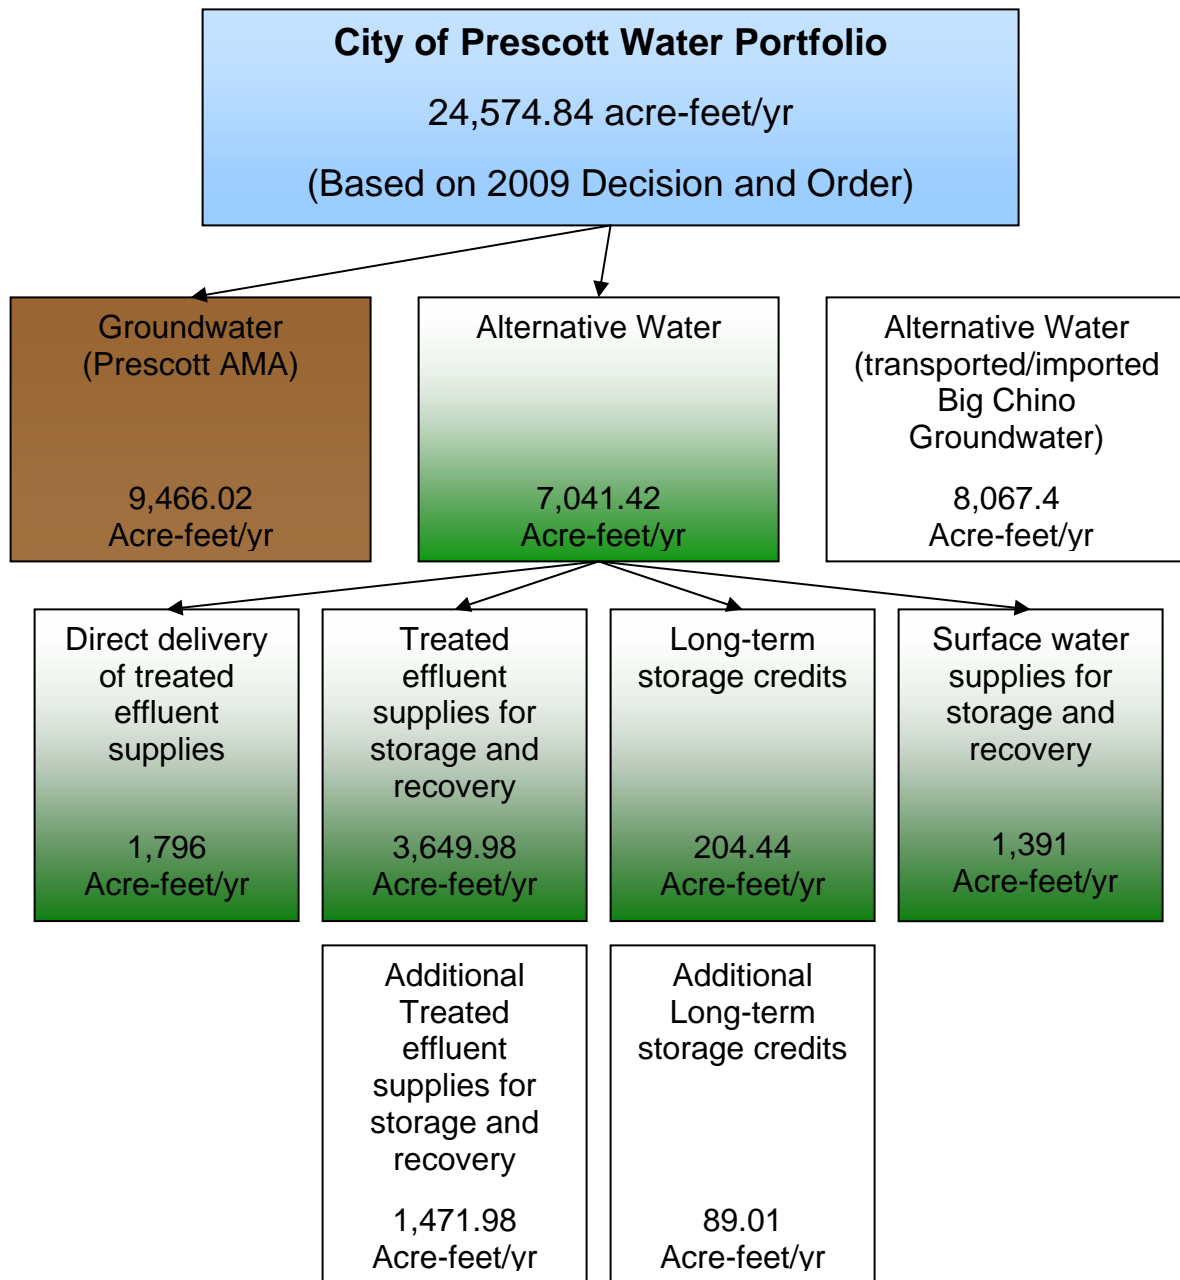 City of Prescott Water Portfolio
24,574.84 acre-feet/yr
(Based on 2009 Decision and Order)
Groundwater
(Prescott AMA)
9,466.02
Acre-feet/yr
Alternative Water
7,041.42
Acre-feet/yr
Alternative Water
(transported/imported
Big Chino
Groundwater)
8,067.4
Acre-feet/yr
Direct delivery
of treated
effluent
supplies
1,796
Acre-feet/yr
Treated
effluent
supplies for
storage and
recovery
3,649.98
Acre-feet/yr
Long-term
storage credits
204.44
Acre-feet/yr
Surface water
supplies for
storage and
recovery
1,391
Acre-feet/yr
Additional
Treated
effluent
supplies for
storage and
recovery
1,471.98
Acre-feet/yr
Additional
Long-term
storage credits
89.01
Acre-feet/yr